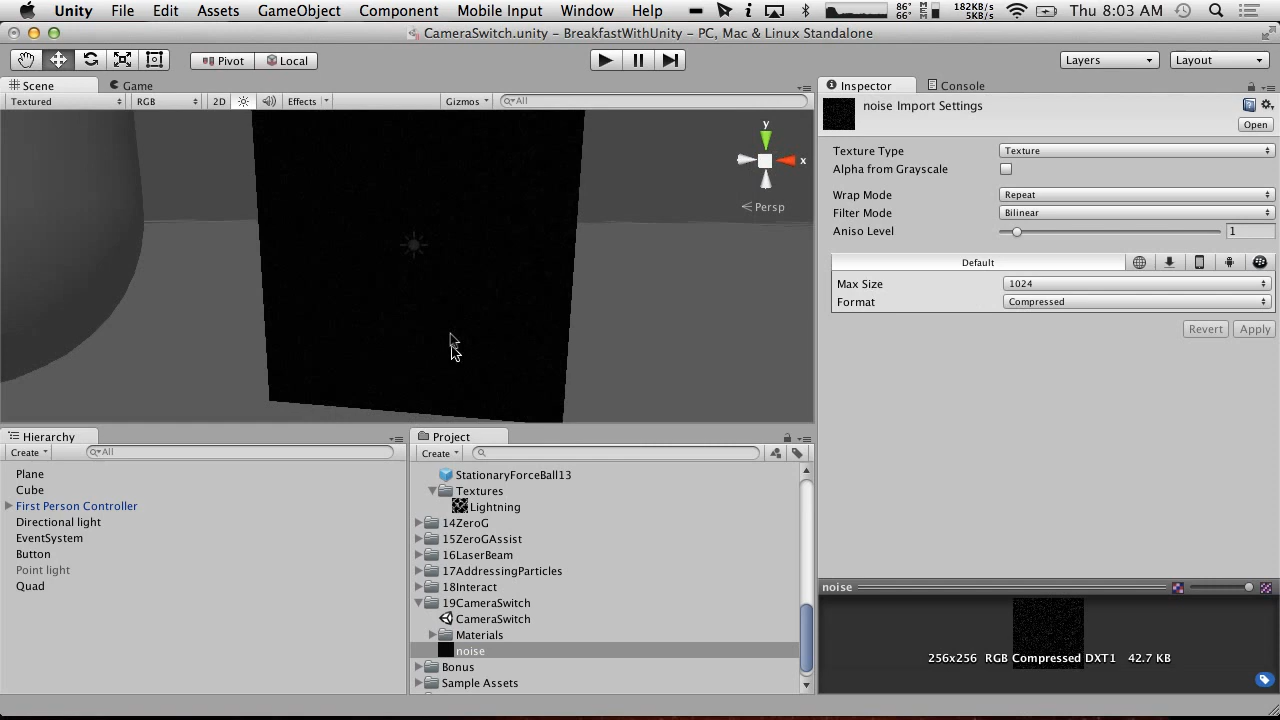 Unity File Edit Assets GameObject Component Mobile Input Window Help 86° 66° MEM 182KB/s 5KB/s Thu 8:03 AM
CameraSwitch.unity – BreakfastWithUnity – PC, Mac & Linux Standalone
Pivot Local Layers Layout
Scene Game
Textured RGB 2D Effects Gizmos All
y
x
Persp
Inspector Console
noise Import Settings
Open
Texture Type Texture
Alpha from Grayscale
Wrap Mode Repeat
Filter Mode Bilinear
Aniso Level 1
Default
Max Size 1024
Format Compressed
Revert Apply
Hierarchy
Create All
Plane
Cube
First Person Controller
Directional light
EventSystem
Button
Point light
Quad
Project
Create
StationaryForceBall13
Textures
Lightning
14ZeroG
15ZeroGAssist
16LaserBeam
17AddressingParticles
18Interact
19CameraSwitch
CameraSwitch
Materials
noise
Bonus
Sample Assets
noise
256x256 RGB Compressed DXT1 42.7 KB